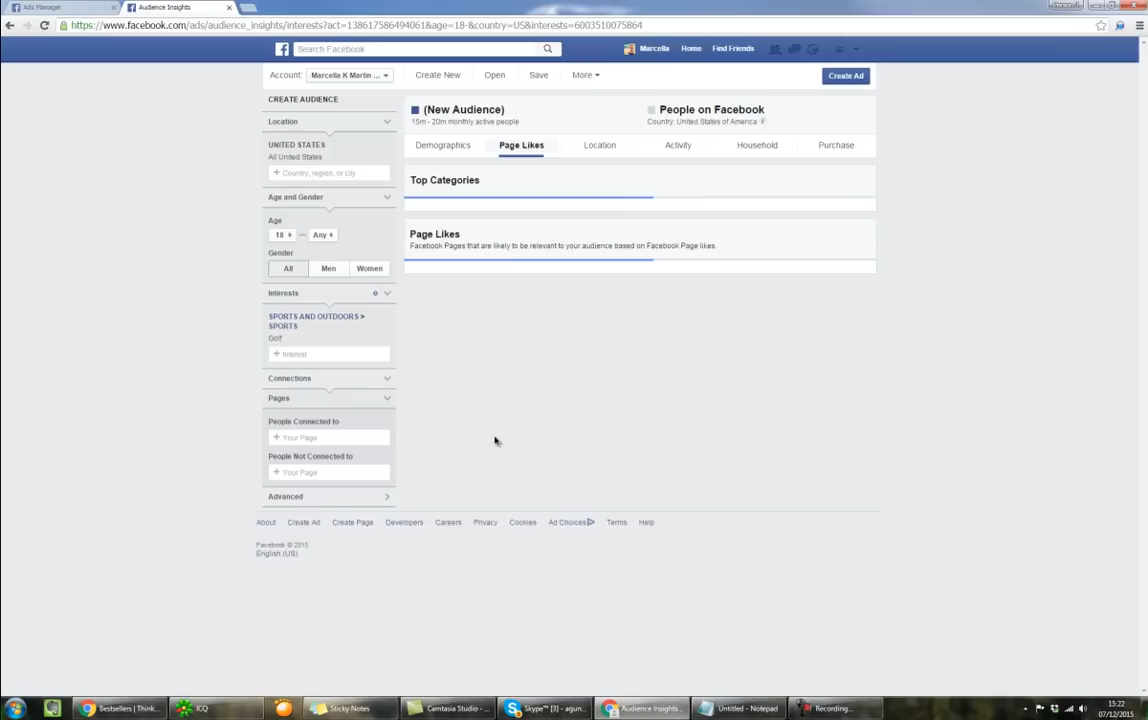 Ads Manager
Audience Insights
https://www.facebook.com/ads/audience_insights/interests?act=138617586494061&age=18-&country=US&interests=6003510075864
Search Facebook
Marcella
Home
Find Friends
Account:
Marcella K Martin ...
Create New
Open
Save
More
Create Ad
CREATE AUDIENCE
(New Audience)
People on Facebook
15m - 20m monthly active people
Country: United States of America
Location
Demographics
Page Likes
Location
Activity
Household
Purchase
UNITED STATES
All United States
+ Country, region, or city
Top Categories
Age and Gender
Age
18 — Any
Page Likes
Facebook Pages that are likely to be relevant to your audience based on Facebook Page likes.
Gender
All
Men
Women
Interests
SPORTS AND OUTDOORS >
SPORTS
Golf
+ Interest
Connections
Pages
People Connected to
+ Your Page
People Not Connected to
+ Your Page
Advanced
About
Create Ad
Create Page
Developers
Careers
Privacy
Cookies
Ad Choices
Terms
Help
Facebook © 2015
English (US)
Bestsellers | Think...
ICQ
Sticky Notes
Camtasia Studio - ...
Skype™ [3] - agun...
Audience Insights...
Untitled - Notepad
Recording...
15:22
07/12/2015